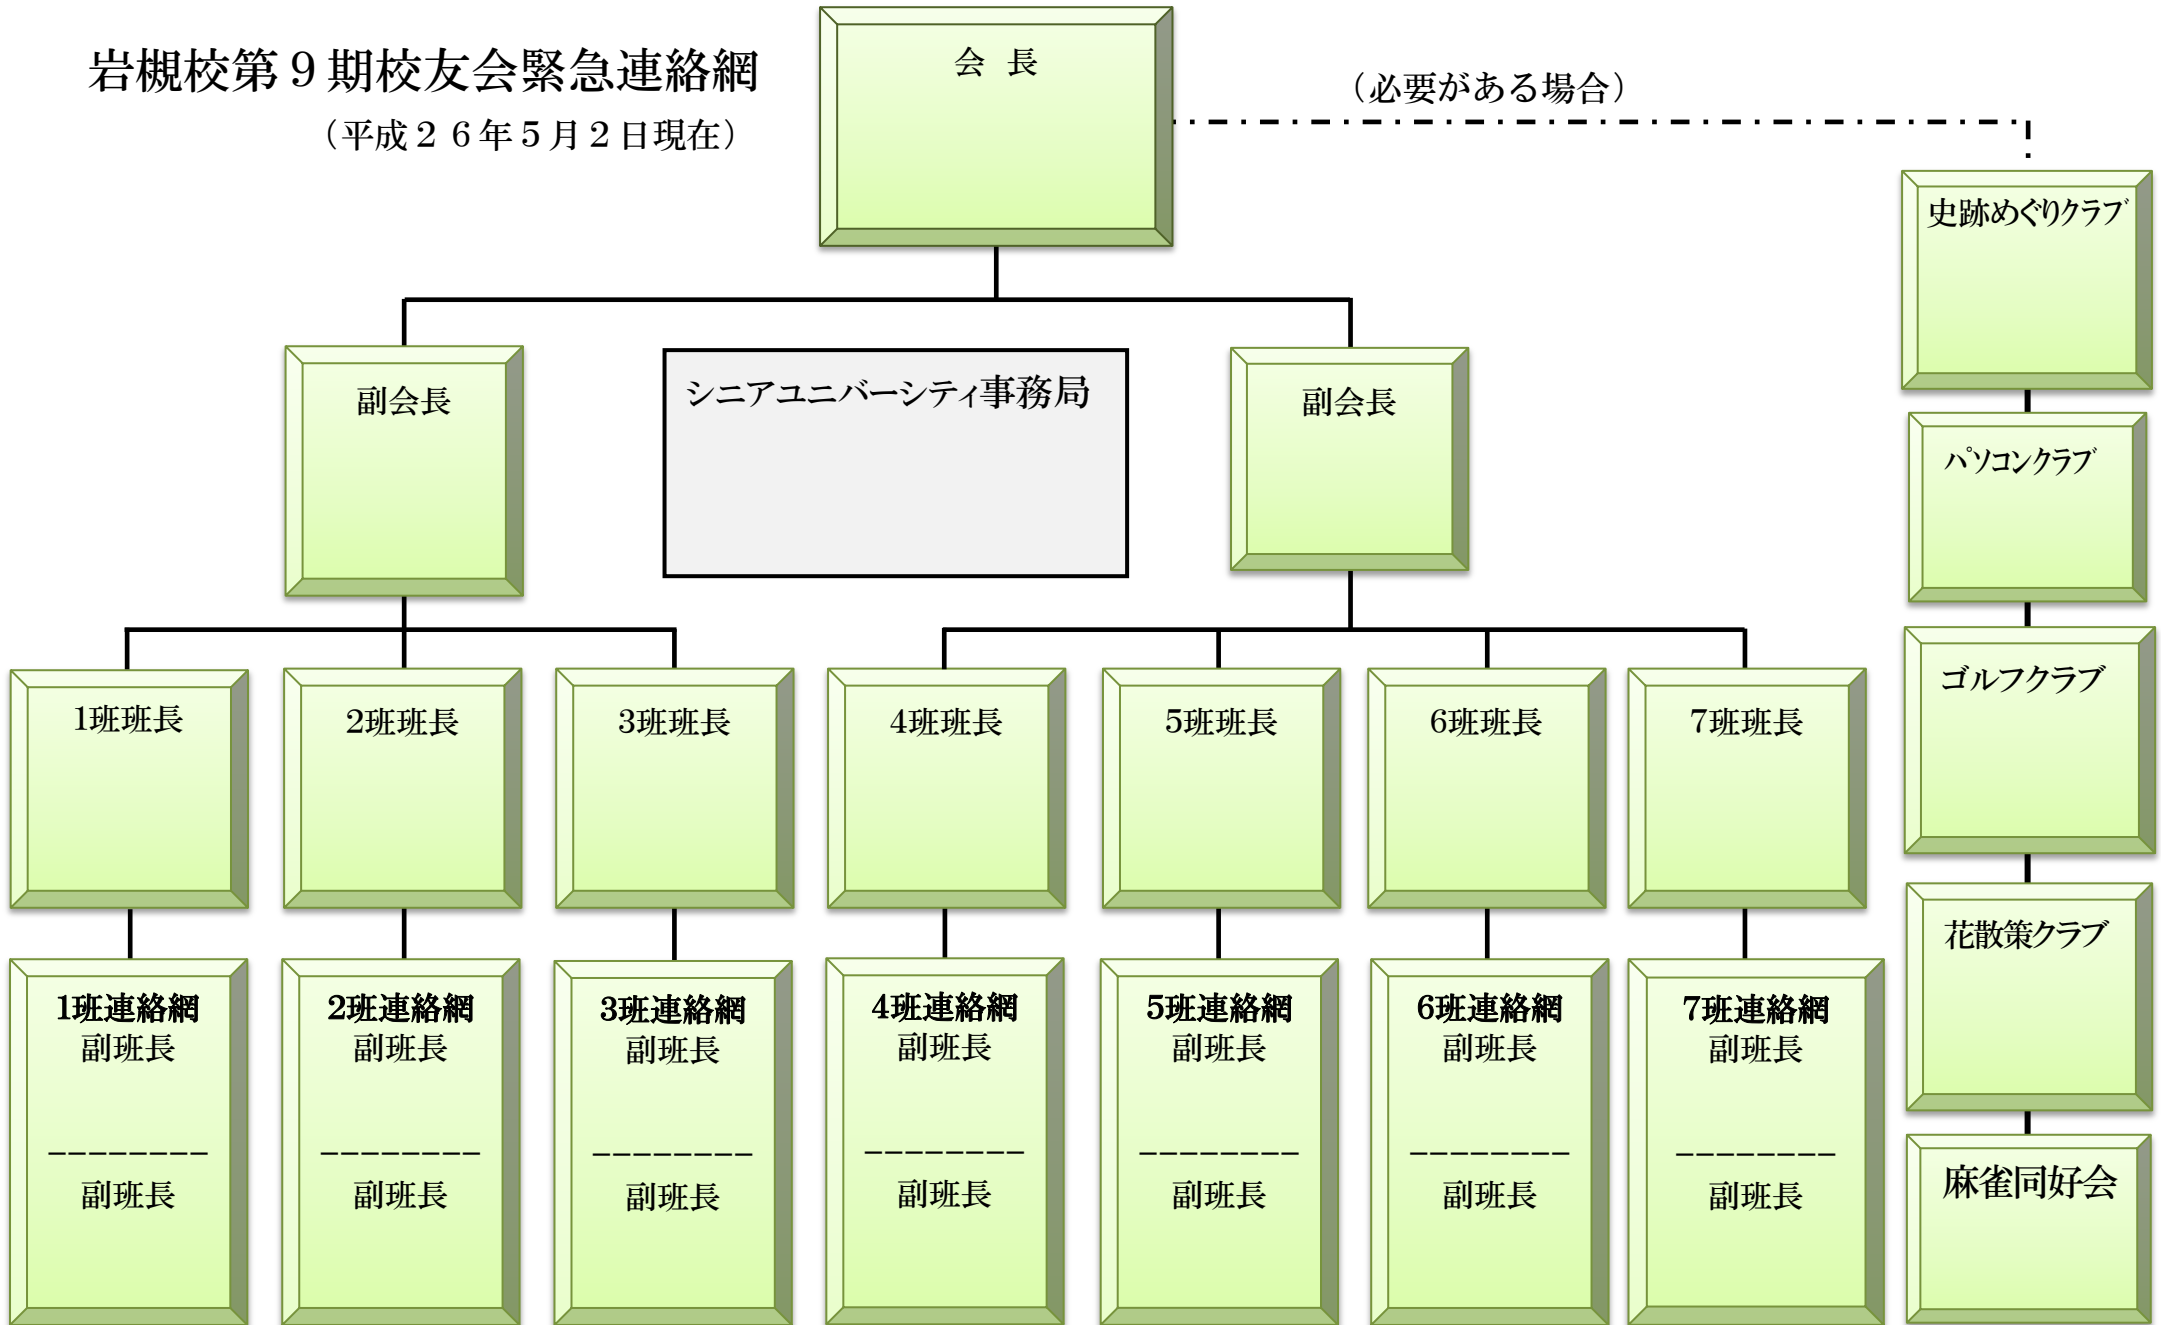 岩槻校第９期校友会緊急連絡網
（平成２６年５月２日現在）
会 長
（必要がある場合）
史跡めぐりクラブ
副会長
シニアユニバーシティ事務局
副会長
パソコンクラブ
ゴルフクラブ
1班班長
2班班長
3班班長
4班班長
5班班長
6班班長
7班班長
花散策クラブ
1班連絡網
副班長
--------
副班長
2班連絡網
副班長
--------
副班長
3班連絡網
副班長
--------
副班長
4班連絡網
副班長
--------
副班長
5班連絡網
副班長
--------
副班長
6班連絡網
副班長
--------
副班長
7班連絡網
副班長
--------
副班長
麻雀同好会